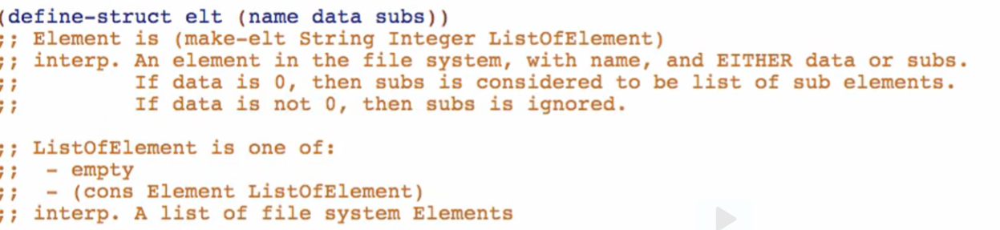 (define-struct elt (name data subs))
;; Element is (make-elt String Integer ListOfElement)
;; interp. An element in the file system, with name, and EITHER data or subs.
;;         If data is 0, then subs is considered to be list of sub elements.
;;         If data is not 0, then subs is ignored.
;; ListOfElement is one of:
;;  - empty
;;  - (cons Element ListOfElement)
;; interp. A list of file system Elements